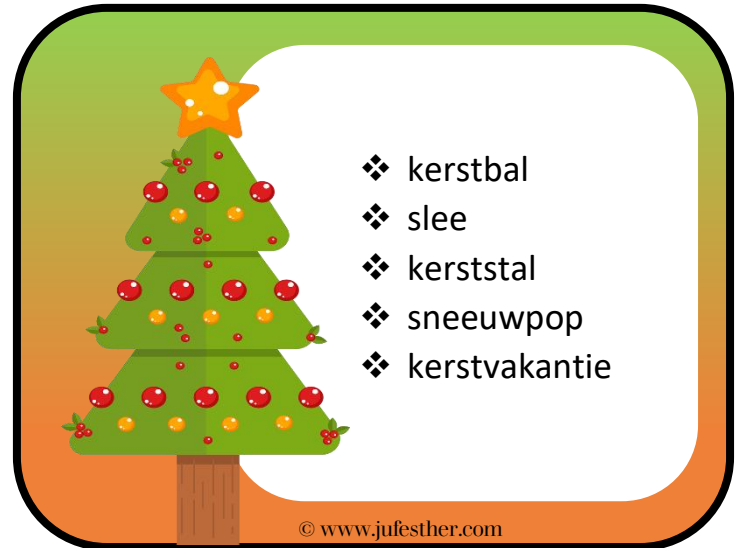 ❖ kerstbal
❖ slee
❖ kerststal
❖ sneeuwpop
❖ kerstvakantie
© www.jufesther.com